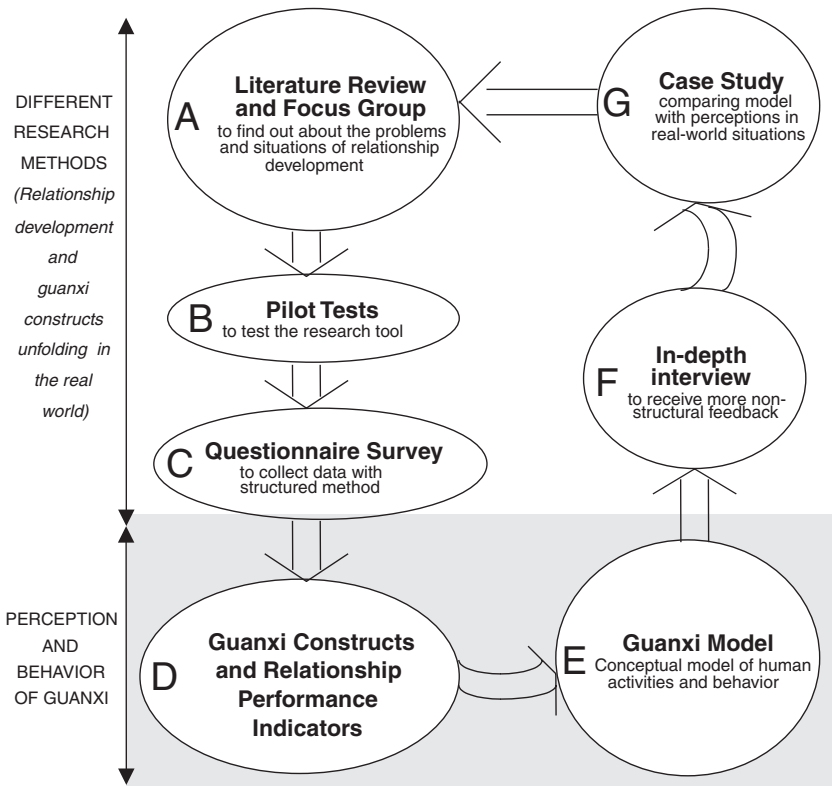 DIFFERENT
RESEARCH
METHODS
(Relationship
development
and
guanxi
constructs
unfolding in
the real
world)
PERCEPTION
AND
BEHAVIOR
OF GUANXI
A
Literature Review
and Focus Group
to find out about the problems
and situations of relationship
development
B
Pilot Tests
to test the research tool
C
Questionnaire Survey
to collect data with
structured method
D
Guanxi Constructs
and Relationship
Performance
Indicators
E
Guanxi Model
Conceptual model of human
activities and behavior
F
In-depth
interview
to receive more non-
structural feedback
G
Case Study
comparing model
with perceptions in
real-world situations